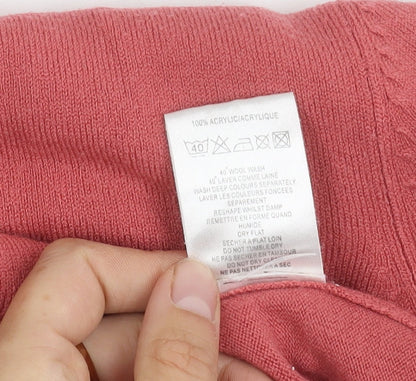 100% ACRYLIC/ACRYLIQUE
40
40° WOOL WASH
40° LAVER COMME LAINE
WASH DEEP COLOURS SEPARATELY
LAVER LES COULEURS FONCEES
SEPAREMENT
RESHAPE WHILST DAMP
REMETTRE EN FORME QUAND
HUMIDE
DRY FLAT
SECHER A PLAT LOIN
DO NOT TUMBLE DRY
NE PAS SECHER EN MACHINE
DO NOT DRY CLEAN
NE PAS NETTOYER A SEC